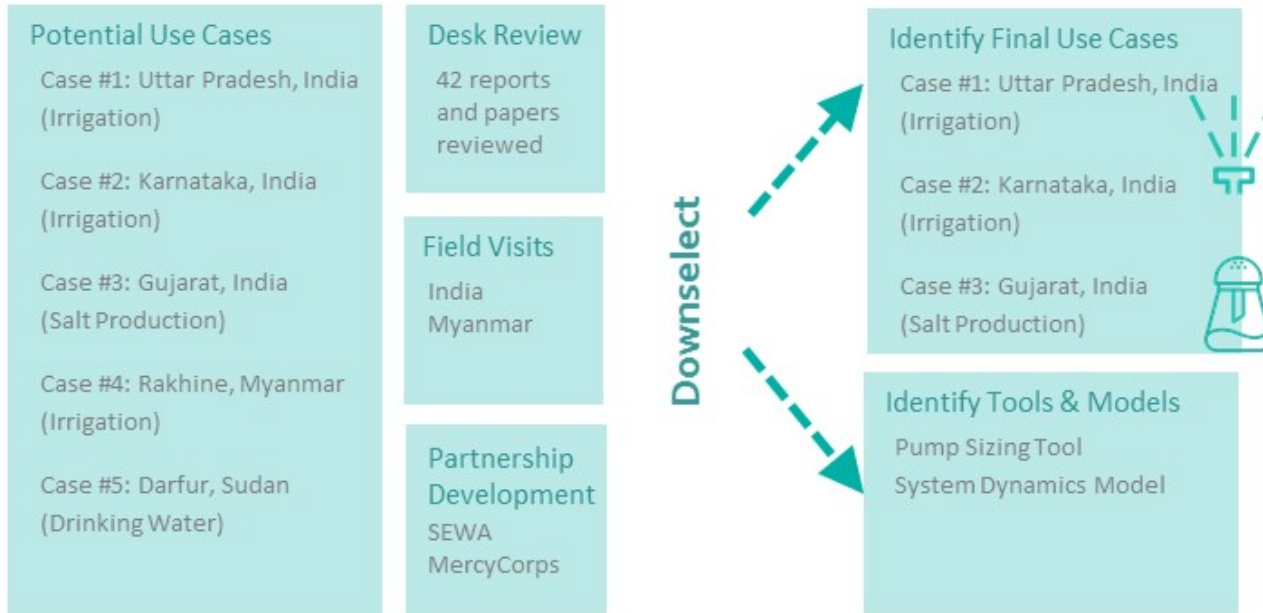 Potential Use Cases
Case #1: Uttar Pradesh, India
(Irrigation)
Case #2: Karnataka, India
(Irrigation)
Case #3: Gujarat, India
(Salt Production)
Case #4: Rakhine, Myanmar
(Irrigation)
Case #5: Darfur, Sudan
(Drinking Water)
Desk Review
42 reports
and papers
reviewed
Field Visits
India
Myanmar
Partnership
Development
SEWA
MercyCorps
Downselect
Identify Final Use Cases
Case #1: Uttar Pradesh, India
(Irrigation)
Case #2: Karnataka, India
(Irrigation)
Case #3: Gujarat, India
(Salt Production)
Identify Tools & Models
Pump Sizing Tool
System Dynamics Model